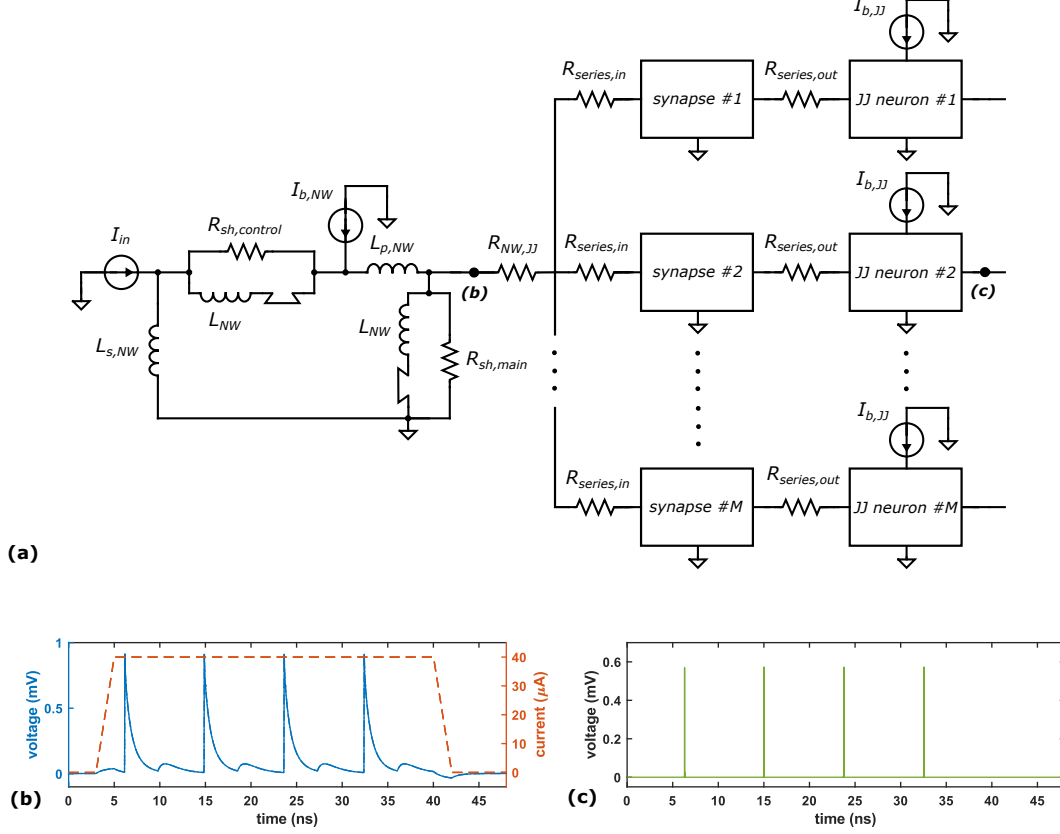 I_b,JJ
R_series,in
synapse #1
R_series,out
JJ neuron #1
I_b,JJ
I_b,NW
R_sh,control
I_in
L_p,NW
R_NW,JJ
R_series,in
synapse #2
R_series,out
JJ neuron #2
(b)
(c)
L_NW
L_NW
L_s,NW
R_sh,main
I_b,JJ
R_series,in
synapse #M
R_series,out
JJ neuron #M
(a)
1
0.5
0
voltage (mV)
40
30
20
10
0
current (μA)
0 5 10 15 20 25 30 35 40 45
time (ns)
(b)
0.6
0.4
0.2
0
voltage (mV)
0 5 10 15 20 25 30 35 40 45
time (ns)
(c)